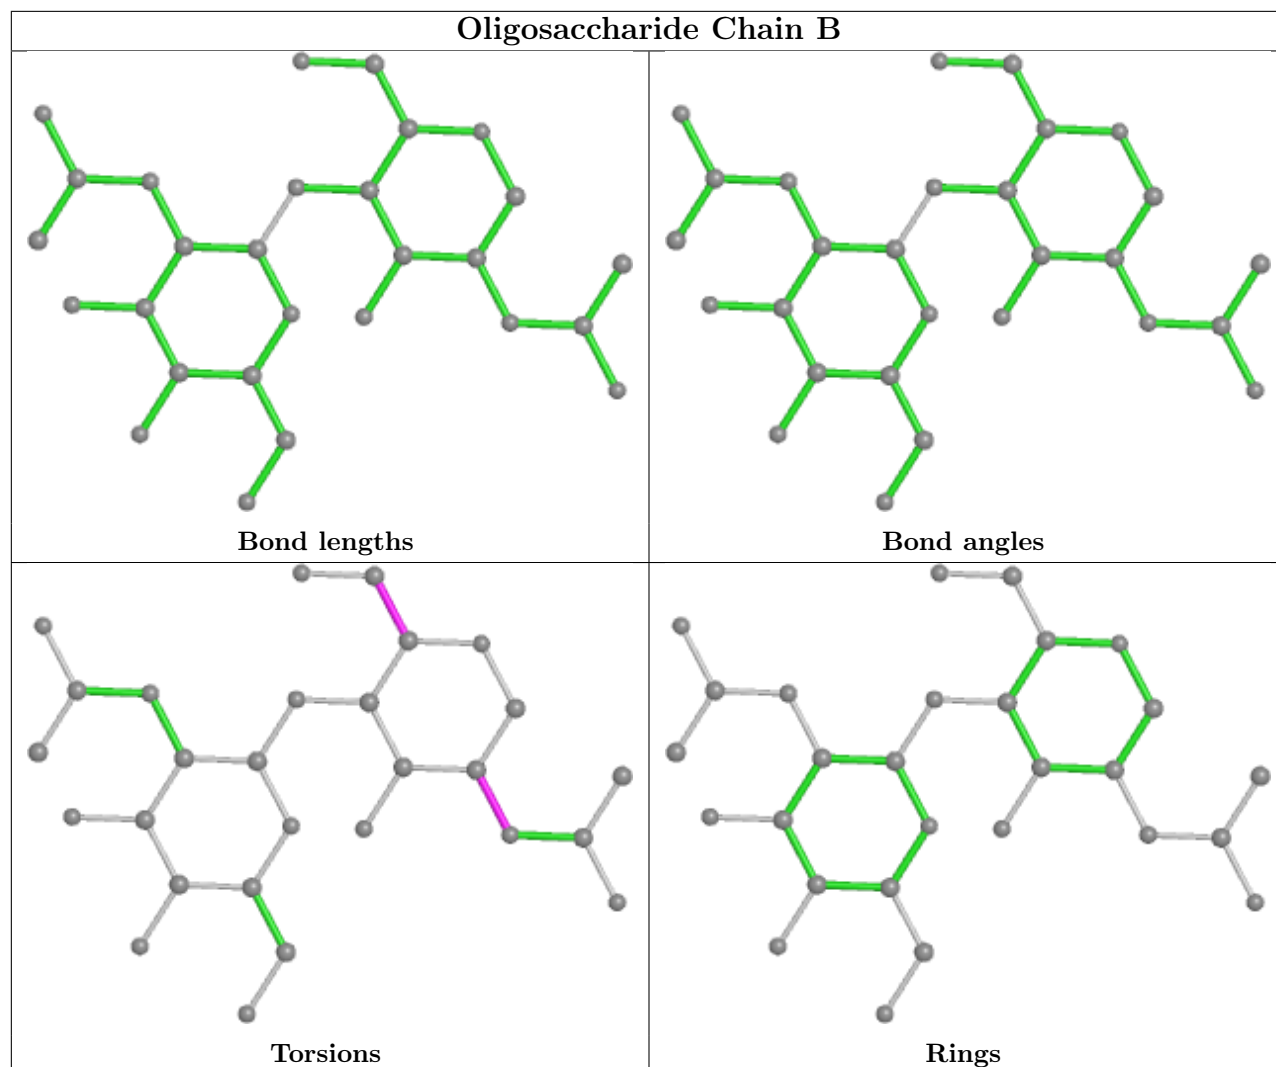 Oligosaccharide Chain B
Bond lengths
Bond angles
Torsions
Rings